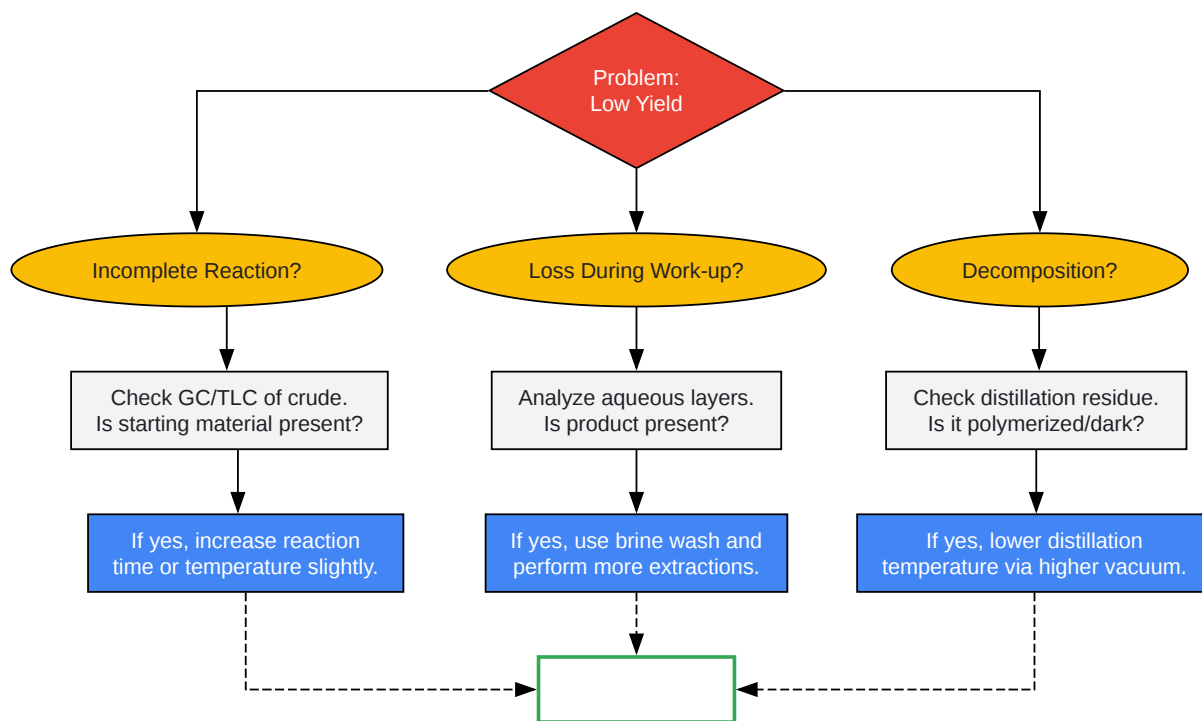 Problem:
Low Yield
Incomplete Reaction?
Loss During Work-up?
Decomposition?
Check GC/TLC of crude.
Is starting material present?
Analyze aqueous layers.
Is product present?
Check distillation residue.
Is it polymerized/dark?
If yes, increase reaction
time or temperature slightly.
If yes, use brine wash and
perform more extractions.
If yes, lower distillation
temperature via higher vacuum.